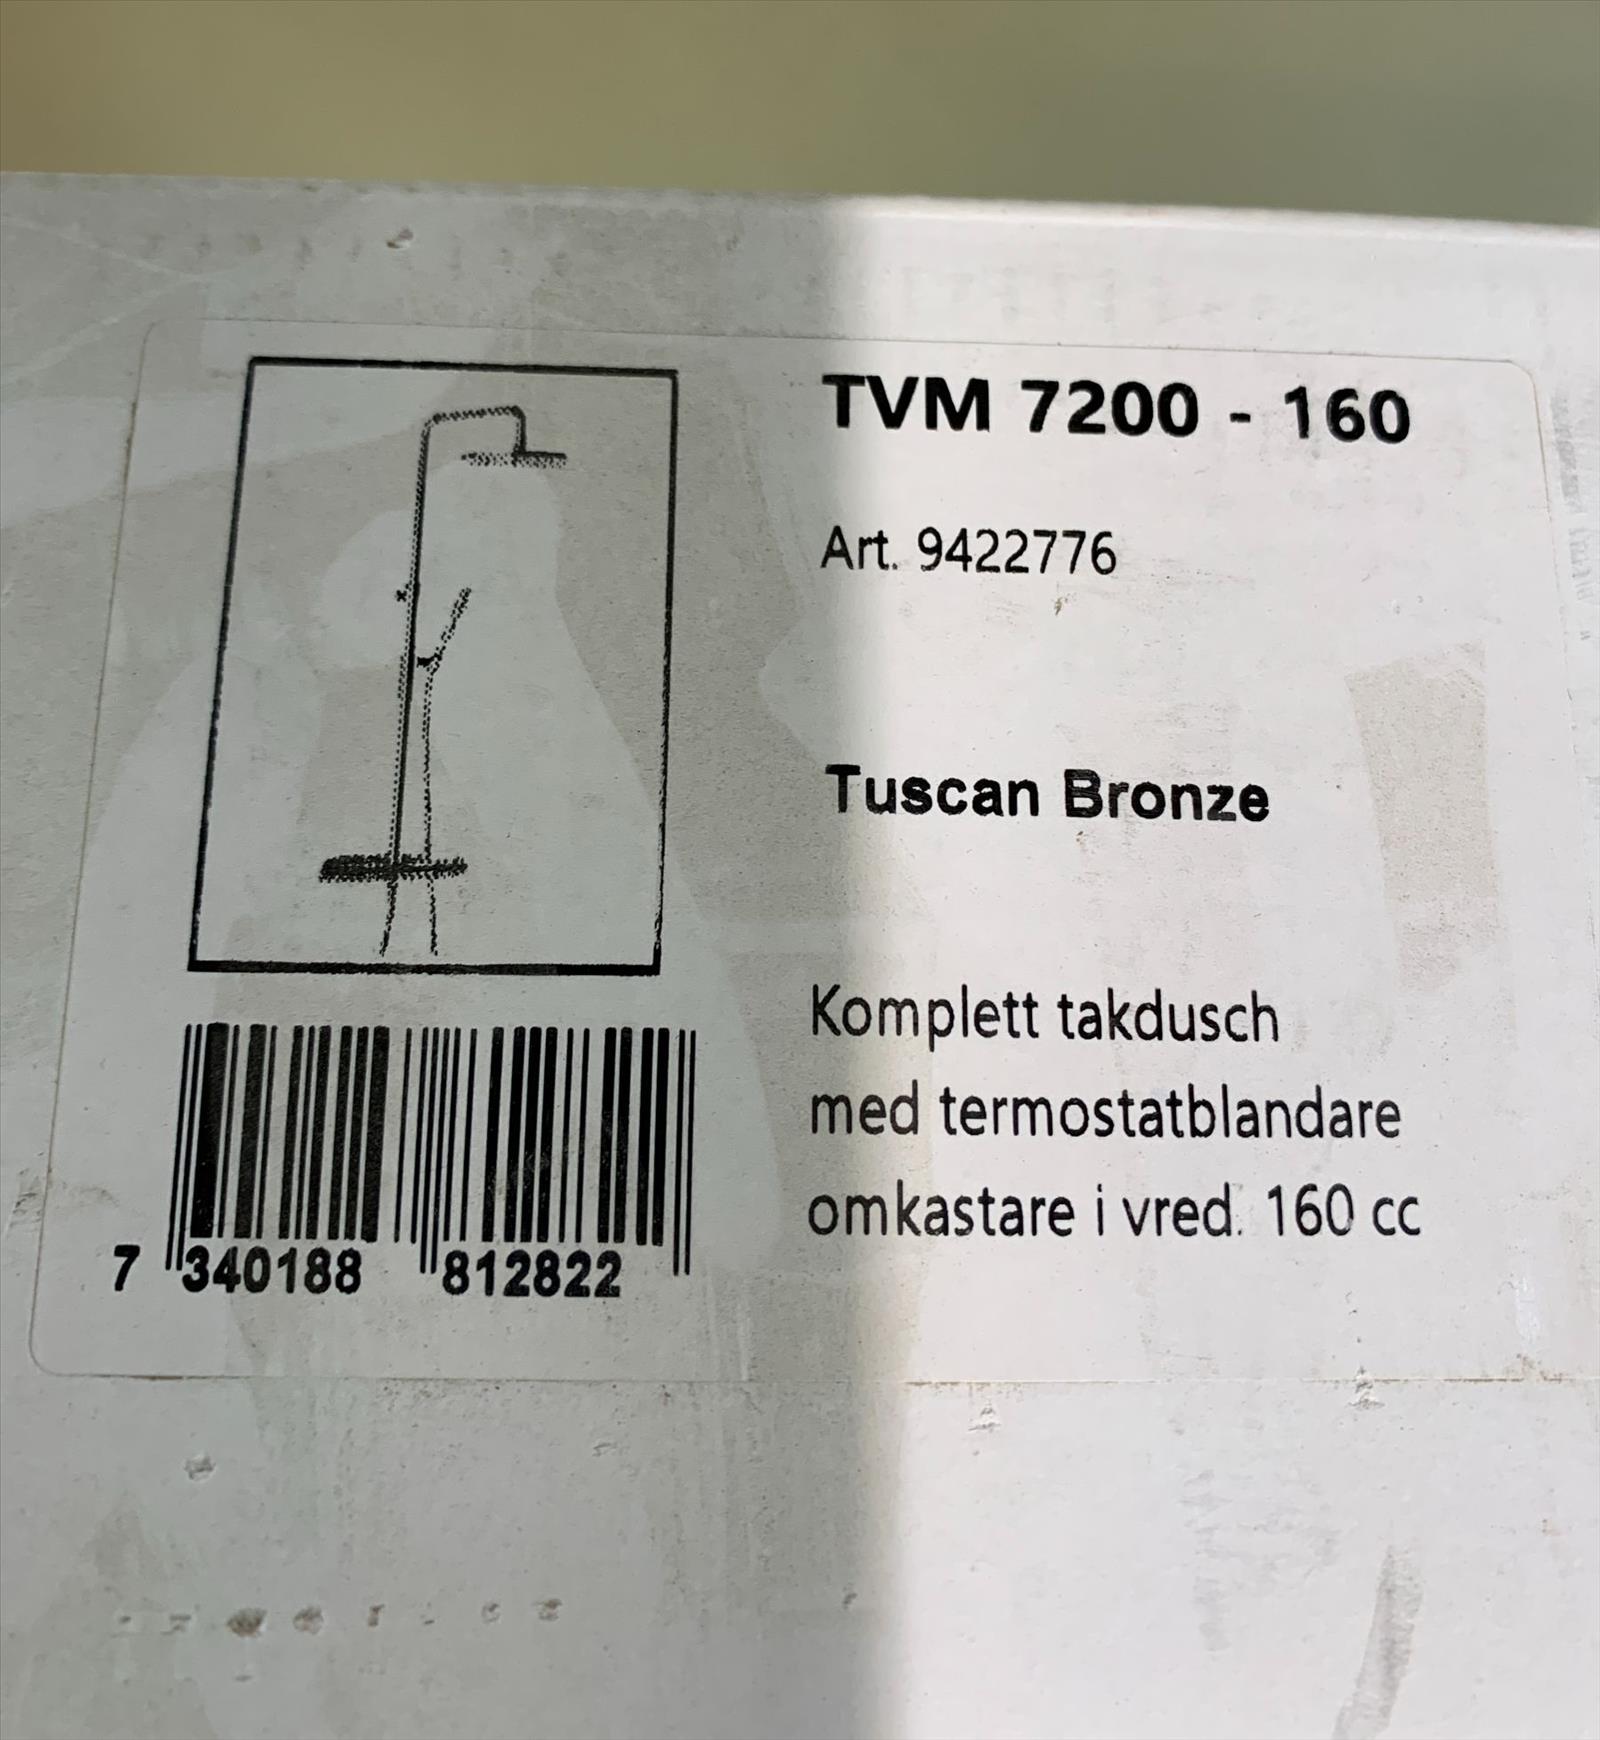 TVM 7200 - 160
Art. 9422776
Tuscan Bronze
Komplett takdusch
med termostatblandare
omkastare i vred. 160 cc
7 340188 812822